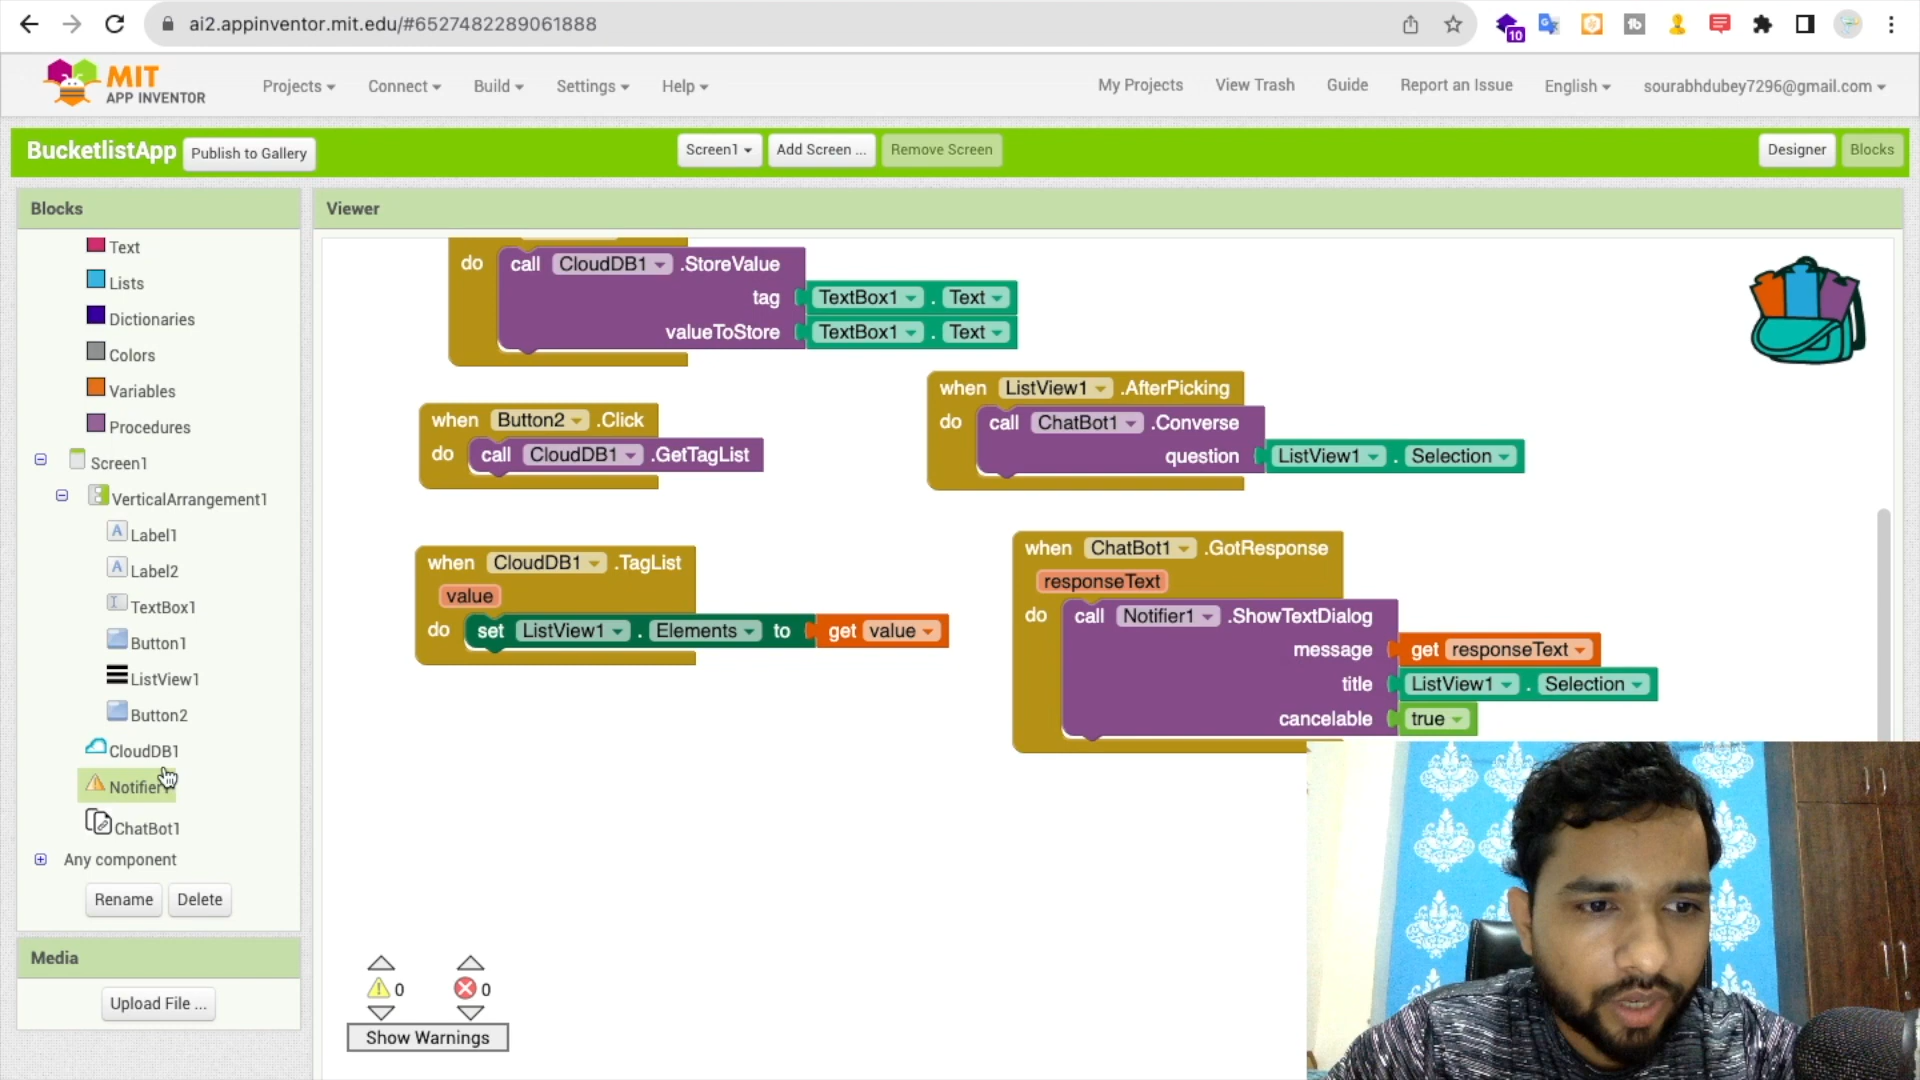 ai2.appinventor.mit.edu/#6527482289061888
10
MIT
APP INVENTOR
Projects
Connect
Build
Settings
Help
My Projects
View Trash
Guide
Report an Issue
English
sourabhdubey7296@gmail.com
BucketlistApp
Publish to Gallery
Screen1
Add Screen ...
Remove Screen
Designer
Blocks
Blocks
Viewer
Text
Lists
Dictionaries
Colors
Variables
Procedures
Screen1
VerticalArrangement1
Label1
Label2
TextBox1
Button1
ListView1
Button2
CloudDB1
Notifier1
ChatBot1
Any component
Rename
Delete
Media
Upload File ...
do call CloudDB1 .StoreValue
tag TextBox1 . Text
valueToStore TextBox1 . Text
when Button2 .Click
do call CloudDB1 .GetTagList
when CloudDB1 .TagList
value
do set ListView1 . Elements to get value
when ListView1 .AfterPicking
do call ChatBot1 .Converse
question ListView1 . Selection
when ChatBot1 .GotResponse
responseText
do call Notifier1 .ShowTextDialog
message get responseText
title ListView1 . Selection
cancelable true
0
0
Show Warnings